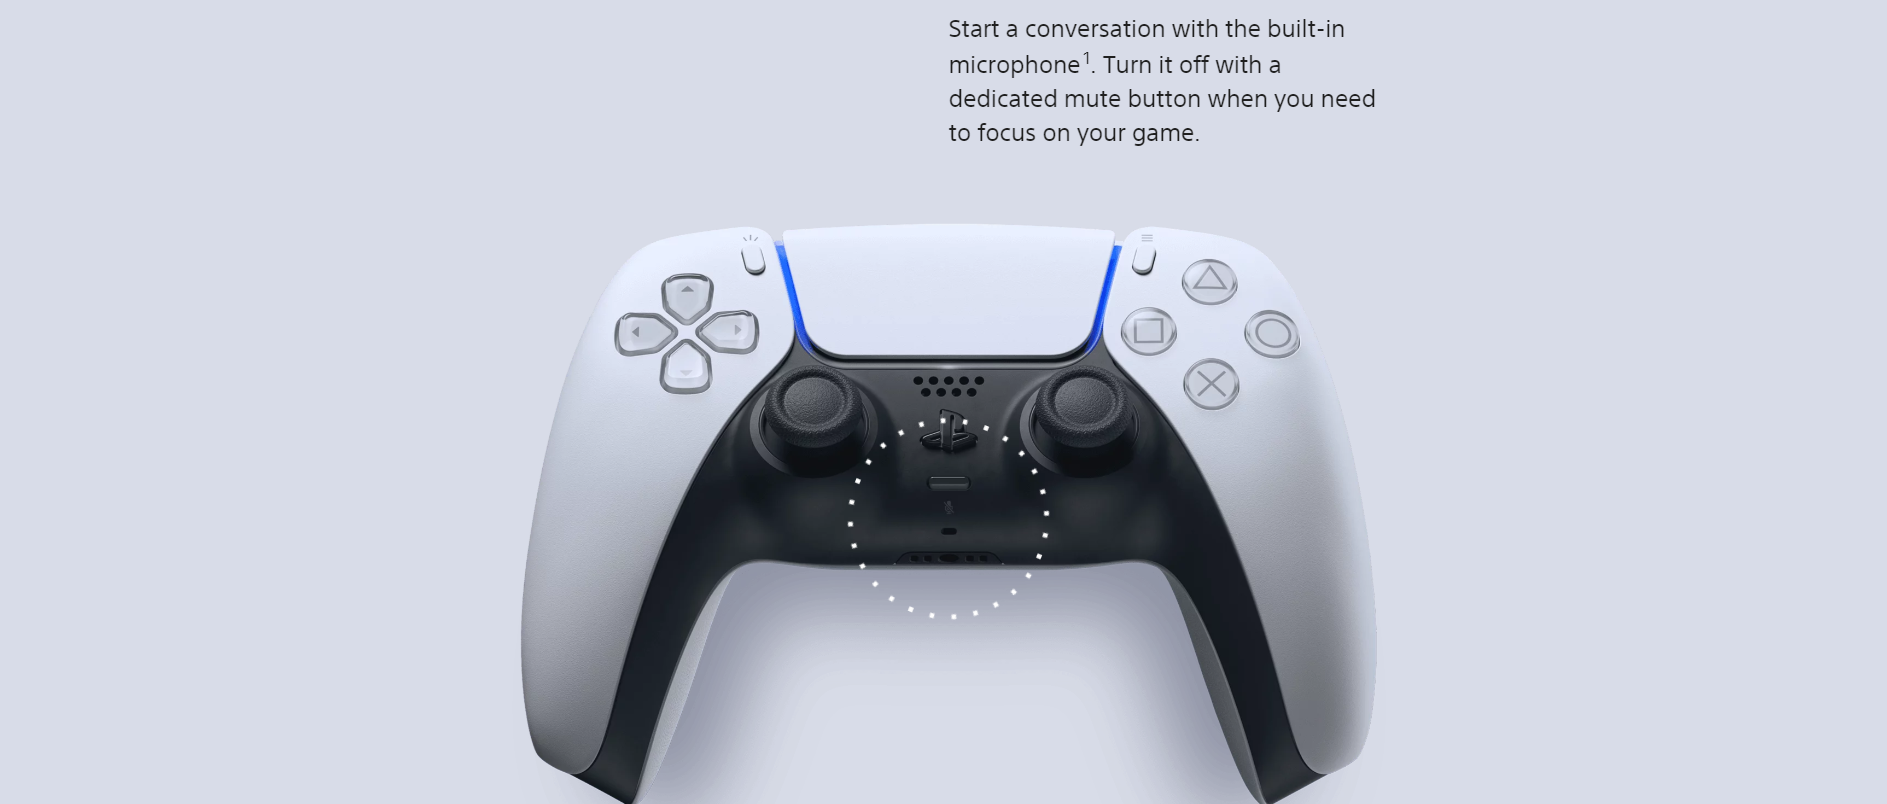 Start a conversation with the built-in
microphone¹. Turn it off with a
dedicated mute button when you need
to focus on your game.